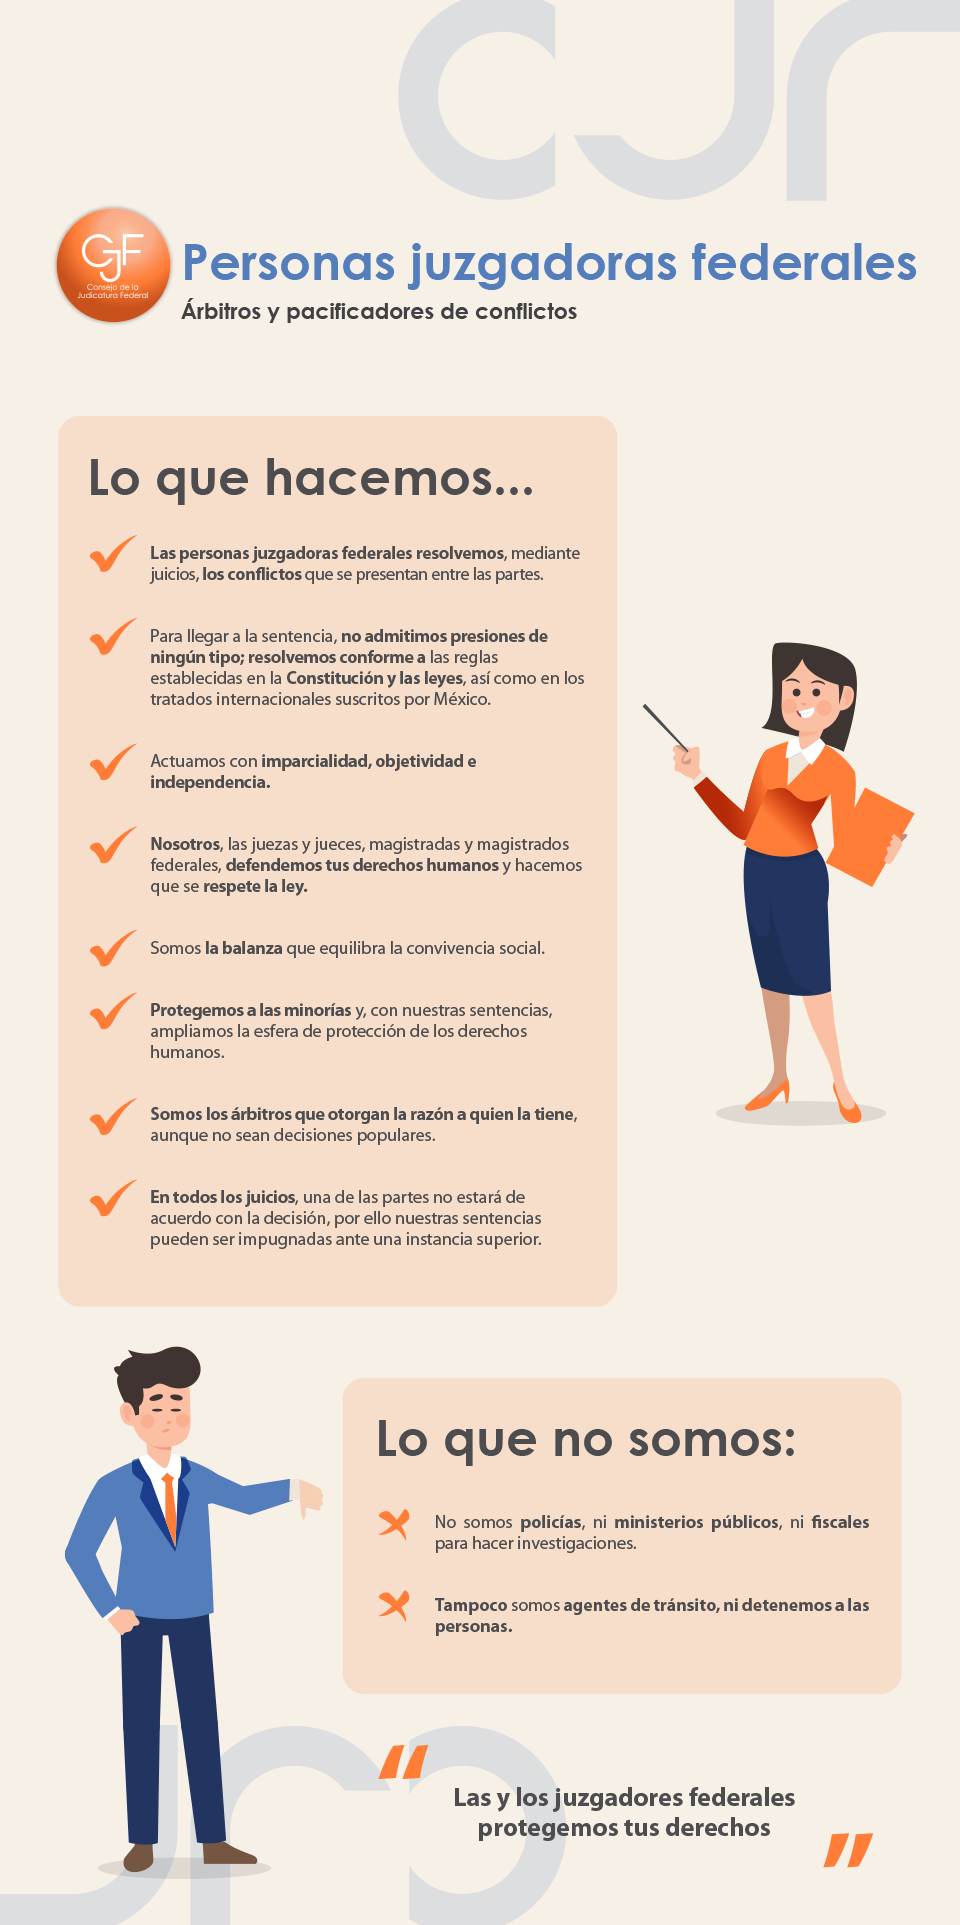 CJF
Consejo de la
Judicatura Federal
Personas juzgadoras federales
Árbitros y pacificadores de conflictos
Lo que hacemos...
Las personas juzgadoras federales resolvemos, mediante
juicios, los conflictos que se presentan entre las partes.
Para llegar a la sentencia, no admitimos presiones de
ningún tipo; resolvemos conforme a las reglas
establecidas en la Constitución y las leyes, así como en los
tratados internacionales suscritos por México.
Actuamos con imparcialidad, objetividad e
independencia.
Nosotros, las juezas y jueces, magistradas y magistrados
federales, defendemos tus derechos humanos y hacemos
que se respete la ley.
Somos la balanza que equilibra la convivencia social.
Protegemos a las minorías y, con nuestras sentencias,
ampliamos la esfera de protección de los derechos
humanos.
Somos los árbitros que otorgan la razón a quien la tiene,
aunque no sean decisiones populares.
En todos los juicios, una de las partes no estará de
acuerdo con la decisión, por ello nuestras sentencias
pueden ser impugnadas ante una instancia superior.
Lo que no somos:
No somos policías, ni ministerios públicos, ni fiscales
para hacer investigaciones.
Tampoco somos agentes de tránsito, ni detenemos a las
personas.
“
Las y los juzgadores federales
protegemos tus derechos
”